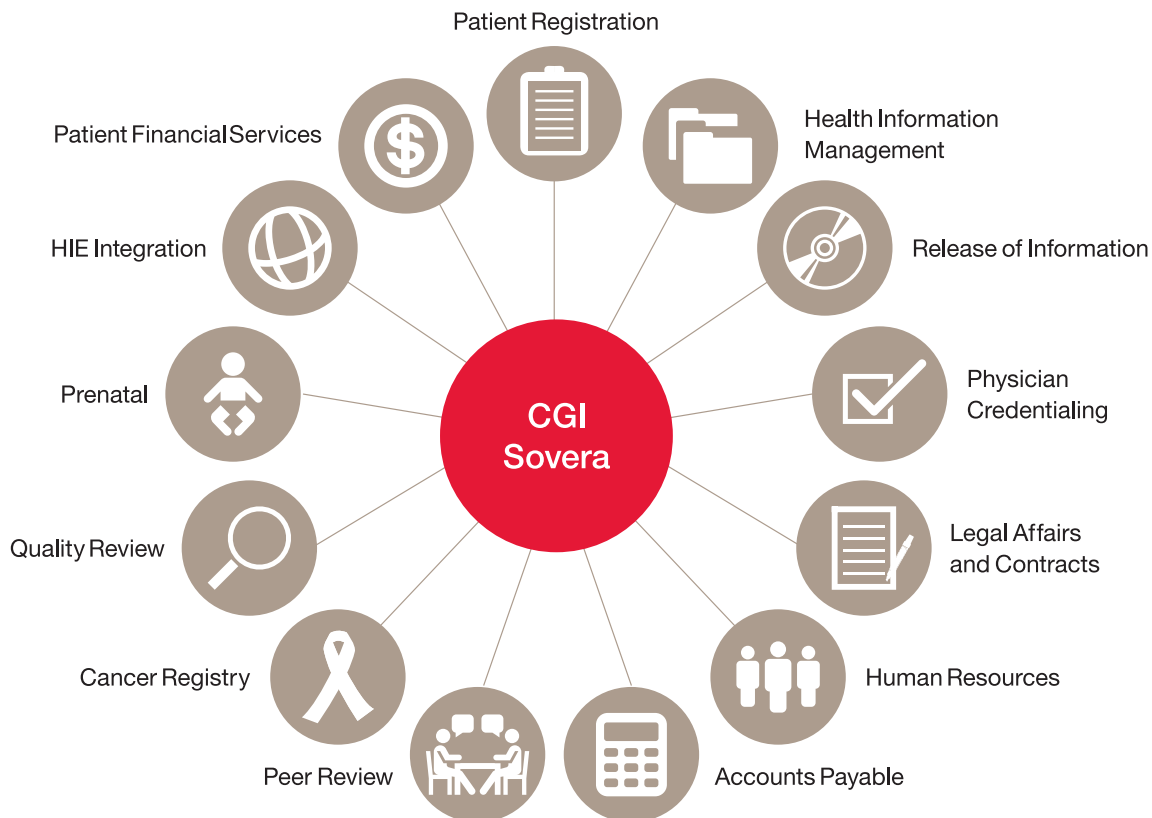 Patient Registration
Health Information
Management
Release of Information
Physician
Credentialing
Legal Affairs
and Contracts
Human Resources
Accounts Payable
Peer Review
Cancer Registry
Quality Review
Prenatal
HIE Integration
Patient Financial Services
$
CGI
Sovera